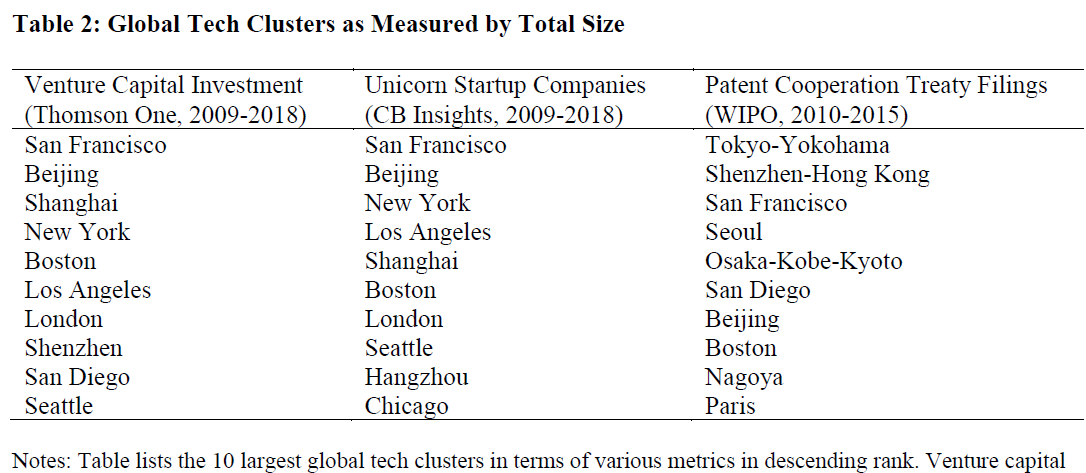 Table 2: Global Tech Clusters as Measured by Total Size
Venture Capital Investment Unicorn Startup Companies Patent Cooperation Treaty Filings
(Thomson One, 2009-2018) (CB Insights, 2009-2018) (WIPO, 2010-2015)
San Francisco San Francisco Tokyo-Yokohama
Beijing Beijing Shenzhen-Hong Kong
Shanghai New York San Francisco
New York Los Angeles Seoul
Boston Shanghai Osaka-Kobe-Kyoto
Los Angeles Boston San Diego
London London Beijing
Shenzhen Seattle Boston
San Diego Hangzhou Nagoya
Seattle Chicago Paris
Notes: Table lists the 10 largest global tech clusters in terms of various metrics in descending rank. Venture capital